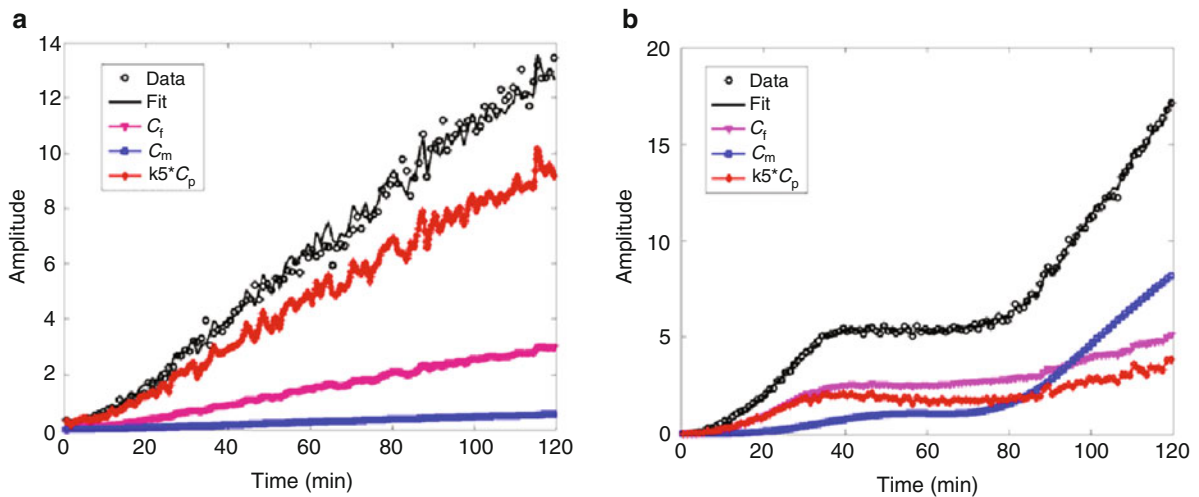 a
14
12
10
8
6
4
2
0
Amplitude
0 20 40 60 80 100 120
Time (min)
Data
Fit
Cf
Cm
k5*Cp
b
20
15
10
5
0
Amplitude
0 20 40 60 80 100 120
Time (min)
Data
Fit
Cf
Cm
k5*Cp